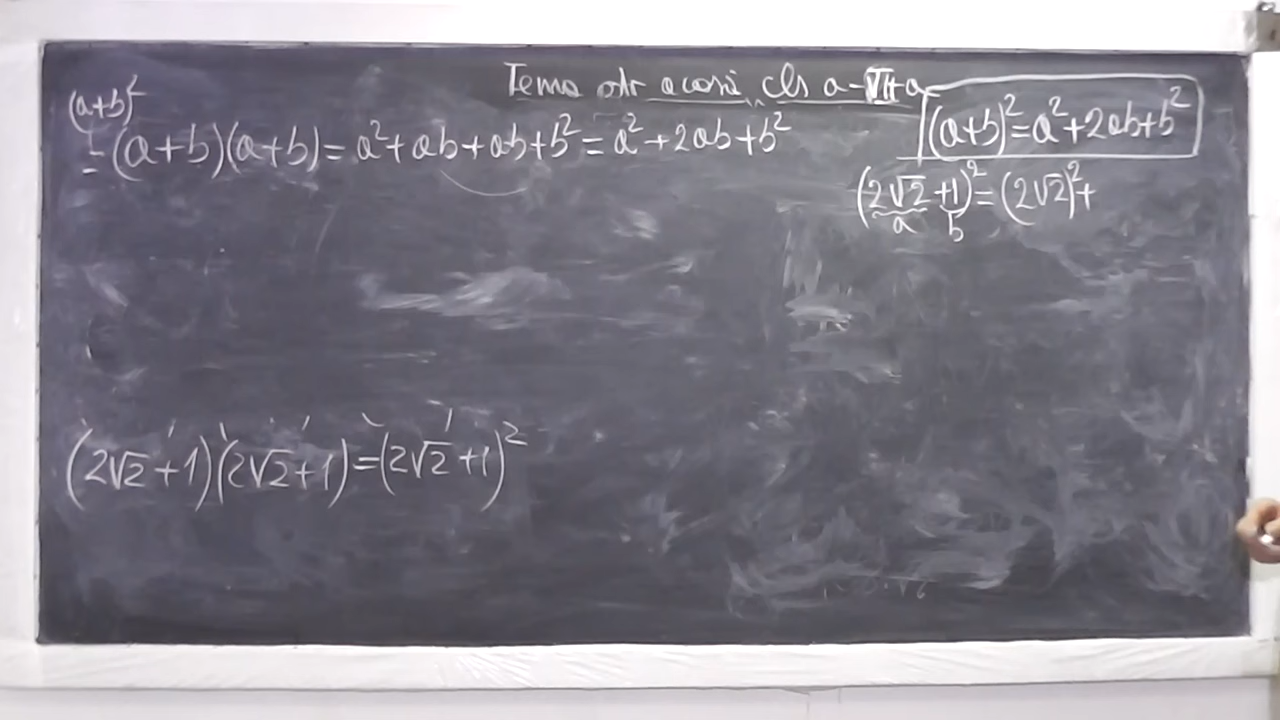 Tema acasă cls a-VII-a
(a+b)²
= (a+b)(a+b) = a²+ab+ab+b² = a²+2ab+b²
(a+b)²=a²+2ab+b²
(2√2+1)²=(2√2)²+
a b
(2√2+1)(2√2+1)=(2√2+1)²